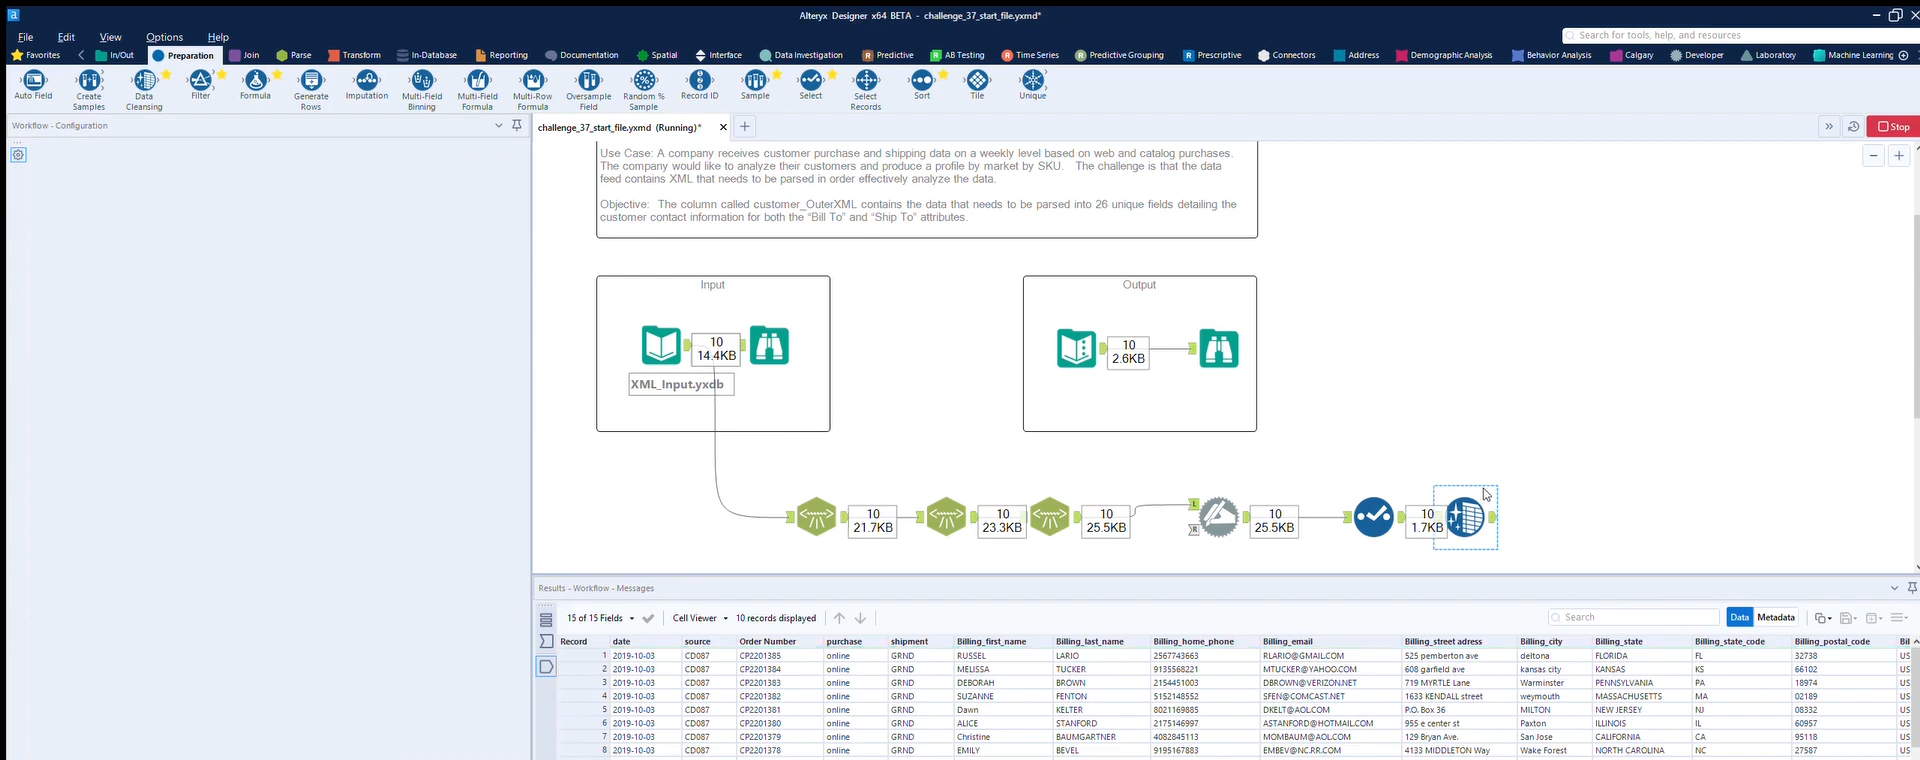 a
Alteryx Designer x64 BETA - challenge_37_start_file.yxmd*
File Edit View Options Help
Search for tools, help, and resources
Favorites In/Out Preparation Join Parse Transform In-Database Reporting Documentation Spatial Interface Data Investigation Predictive AB Testing Time Series Predictive Grouping Prescriptive Connectors Address Demographic Analysis Behavior Analysis Calgary Developer Laboratory Machine Learning
Auto Field
Create Samples
Data Cleansing
Filter
Formula
Generate Rows
Imputation
Multi-Field Binning
Multi-Field Formula
Multi-Row Formula
Oversample Field
Random % Sample
Record ID
Sample
Select
Select Records
Sort
Tile
Unique
Workflow - Configuration
challenge_37_start_file.yxmd (Running)*
Stop
Use Case: A company receives customer purchase and shipping data on a weekly level based on web and catalog purchases.
The company would like to analyze their customers and produce a profile by market by SKU. The challenge is that the data
feed contains XML that needs to be parsed in order effectively analyze the data.
Objective: The column called customer_OuterXML contains the data that needs to be parsed into 26 unique fields detailing the
customer contact information for both the “Bill To” and “Ship To” attributes.
Input
10
14.4KB
XML_Input.yxdb
Output
10
2.6KB
10
21.7KB
10
23.3KB
10
25.5KB
L
R
10
25.5KB
10
1.7KB
Results - Workflow - Messages
15 of 15 Fields Cell Viewer 10 records displayed Search Data Metadata
Record date source Order Number purchase shipment Billing_first_name Billing_last_name Billing_home_phone Billing_email Billing_street adress Billing_city Billing_state Billing_state_code Billing_postal_code Bil
1 2019-10-03 CD087 CP2201385 online GRND RUSSEL LARIO 2567743663 RLARIO@GMAIL.COM 525 pemberton ave deltona FLORIDA FL 32738 US
2 2019-10-03 CD087 CP2201384 online GRND MELISSA TUCKER 9135568221 MTUCKER@YAHOO.COM 608 garfield ave kansas city KANSAS KS 66102 US
3 2019-10-03 CD087 CP2201383 online GRND DEBORAH BROWN 2154451003 DBROWN@VERIZON.NET 719 MYRTLE Lane Warminster PENNSYLVANIA PA 18974 US
4 2019-10-03 CD087 CP2201382 online GRND SUZANNE FENTON 5152148552 SFEN@COMCAST.NET 1633 KENDALL street weymouth MASSACHUSETTS MA 02189 US
5 2019-10-03 CD087 CP2201381 online GRND Dawn KELTER 8021169885 DKELT@AOL.COM P.O. Box 36 MILTON NEW JERSEY NJ 08332 US
6 2019-10-03 CD087 CP2201380 online GRND ALICE STANFORD 2175146997 ASTANFORD@HOTMAIL.COM 955 e center st Paxton ILLINOIS IL 60957 US
7 2019-10-03 CD087 CP2201379 online GRND Christine BAUMGARTNER 4082845113 MOMBAUM@AOL.COM 129 Bryan Ave. San Jose CALIFORNIA CA 95118 US
8 2019-10-03 CD087 CP2201378 online GRND EMILY BEVEL 9195167883 EMBEV@NC.RR.COM 4133 MIDDLETON Way Wake Forest NORTH CAROLINA NC 27587 US